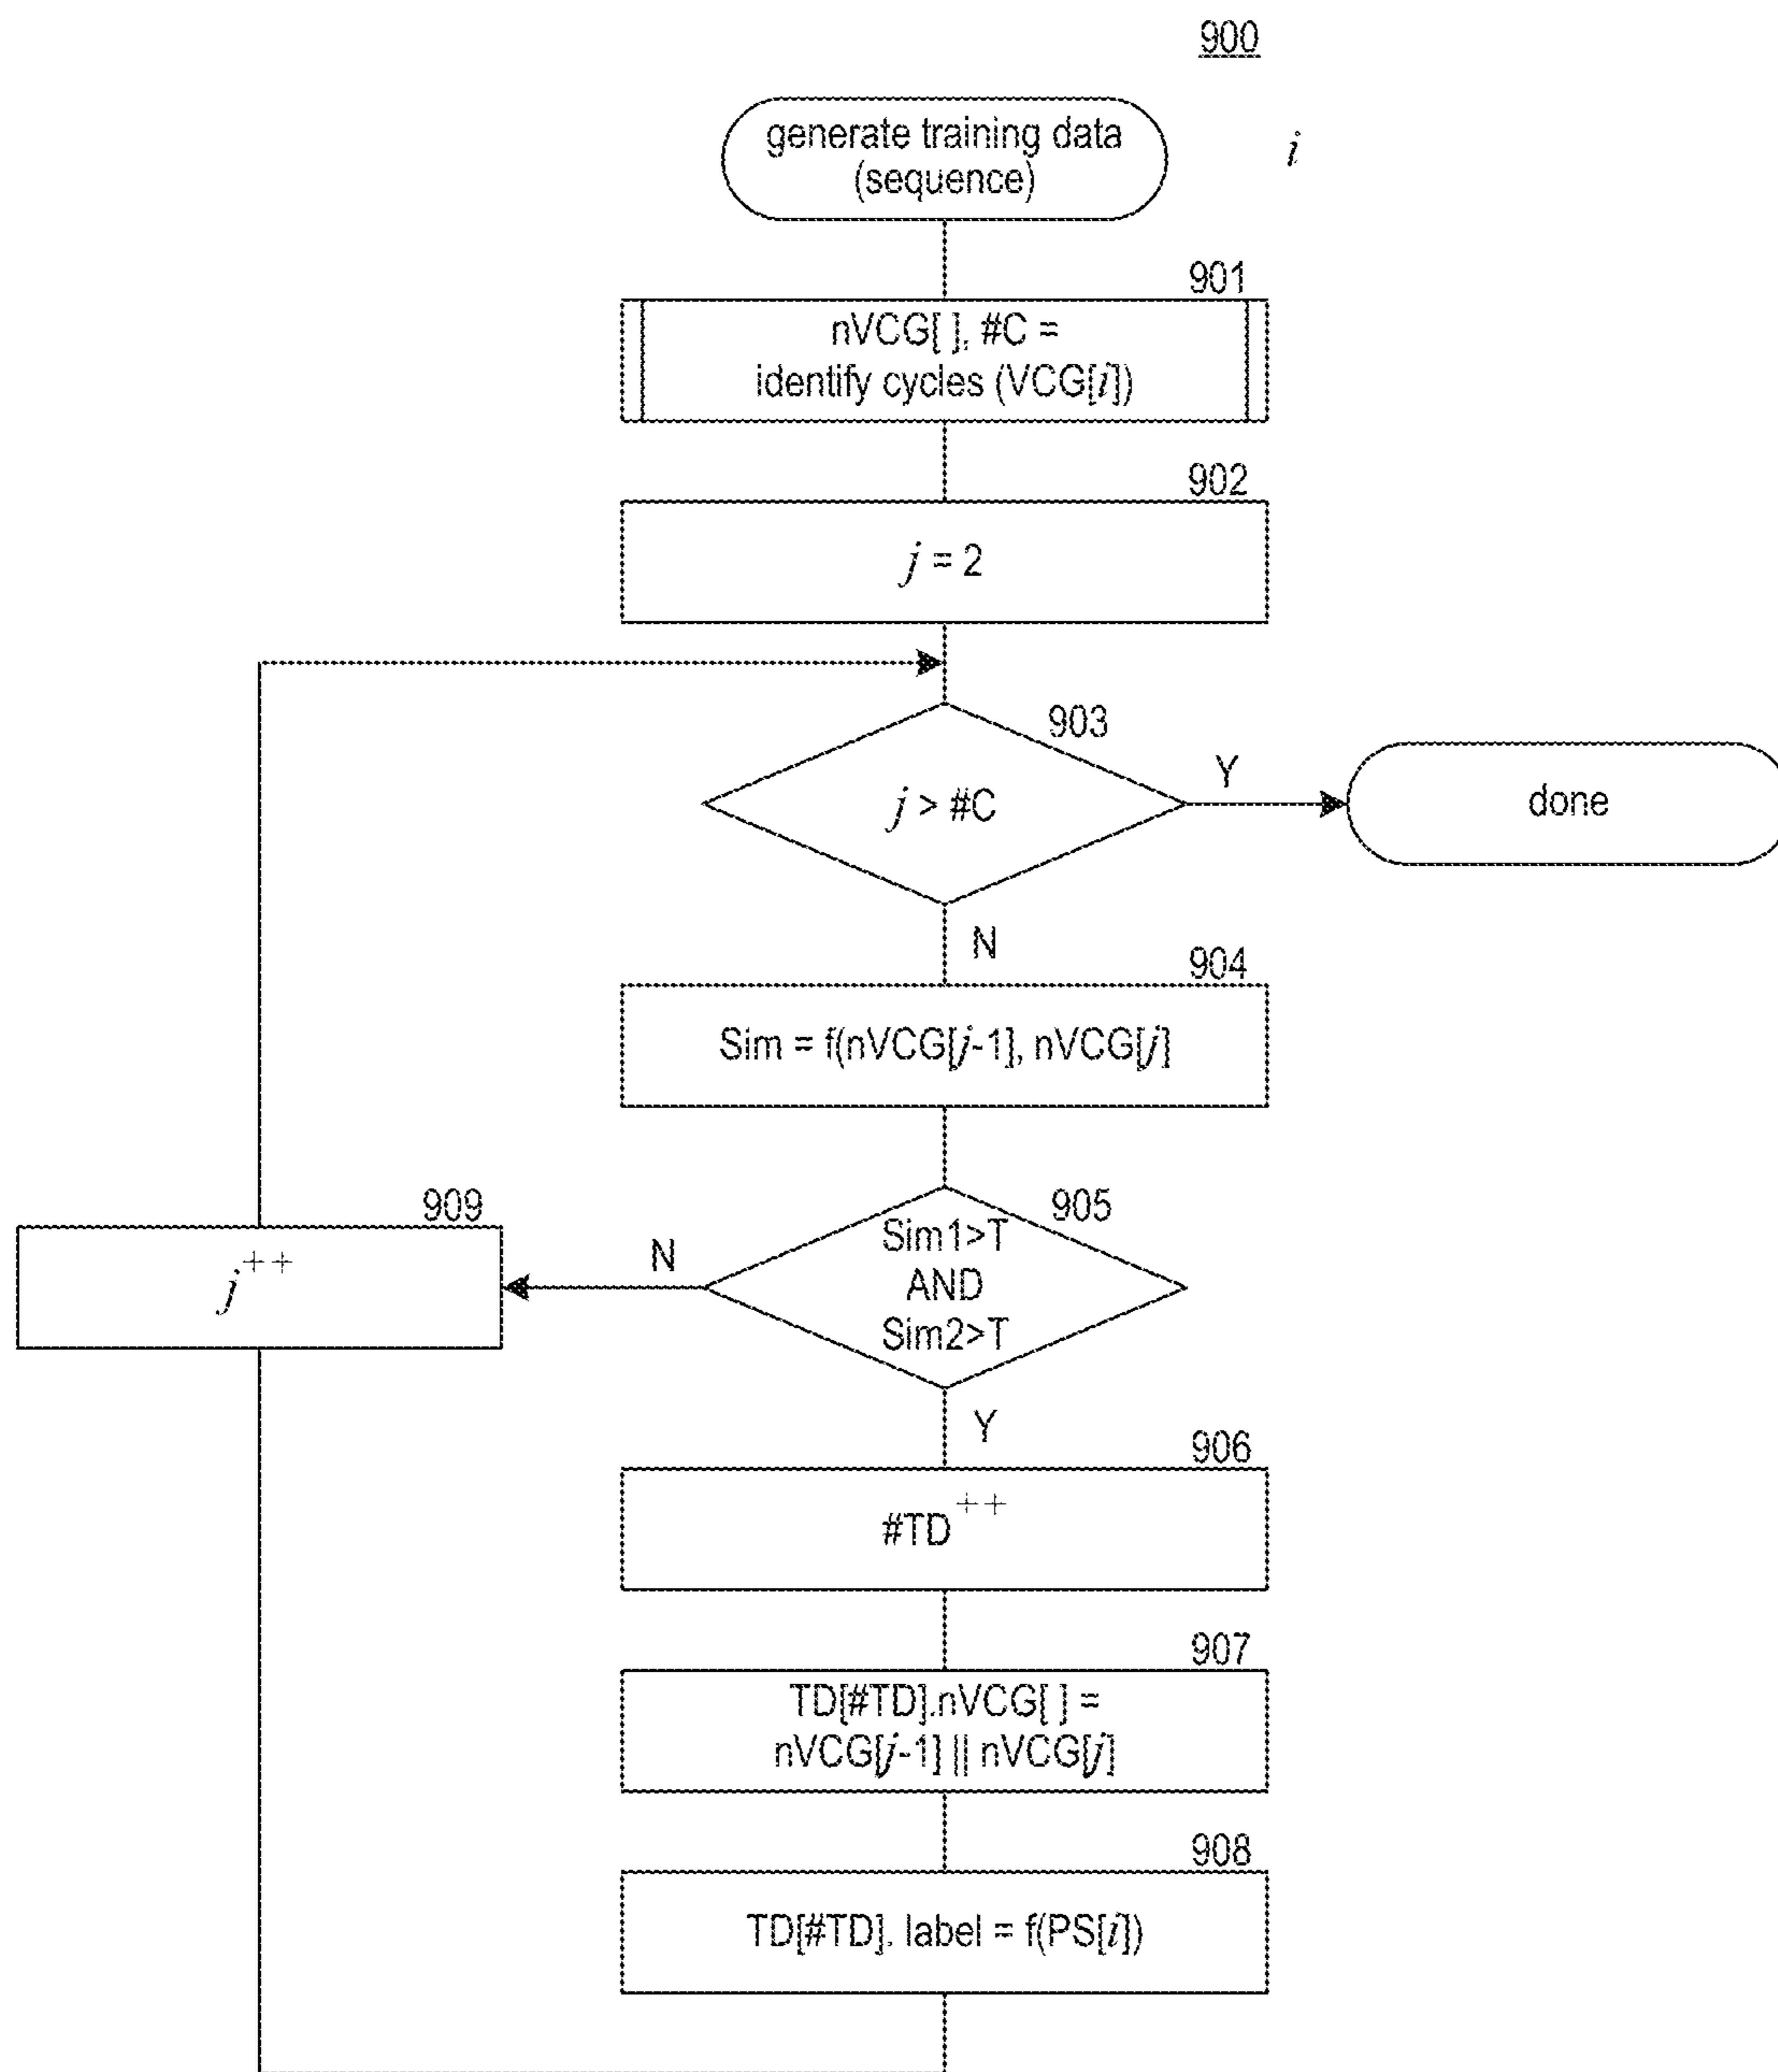 900
generate training data
(sequence)
i
901
nVCG[ ], #C =
identify cycles (VCG[i])
902
j = 2
903
j > #C
Y
done
N
904
Sim = f(nVCG[j-1], nVCG[j]
905
Sim1>T
AND
Sim2>T
N
909
j++
Y
906
#TD++
907
TD[#TD].nVCG[ ] =
nVCG[j-1] || nVCG[j]
908
TD[#TD]. label = f(PS[i])